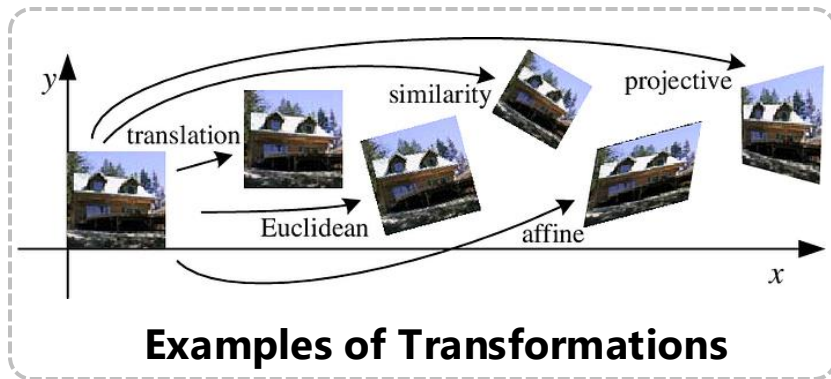 y
similarity
projective
translation
Euclidean
affine
x
Examples of Transformations